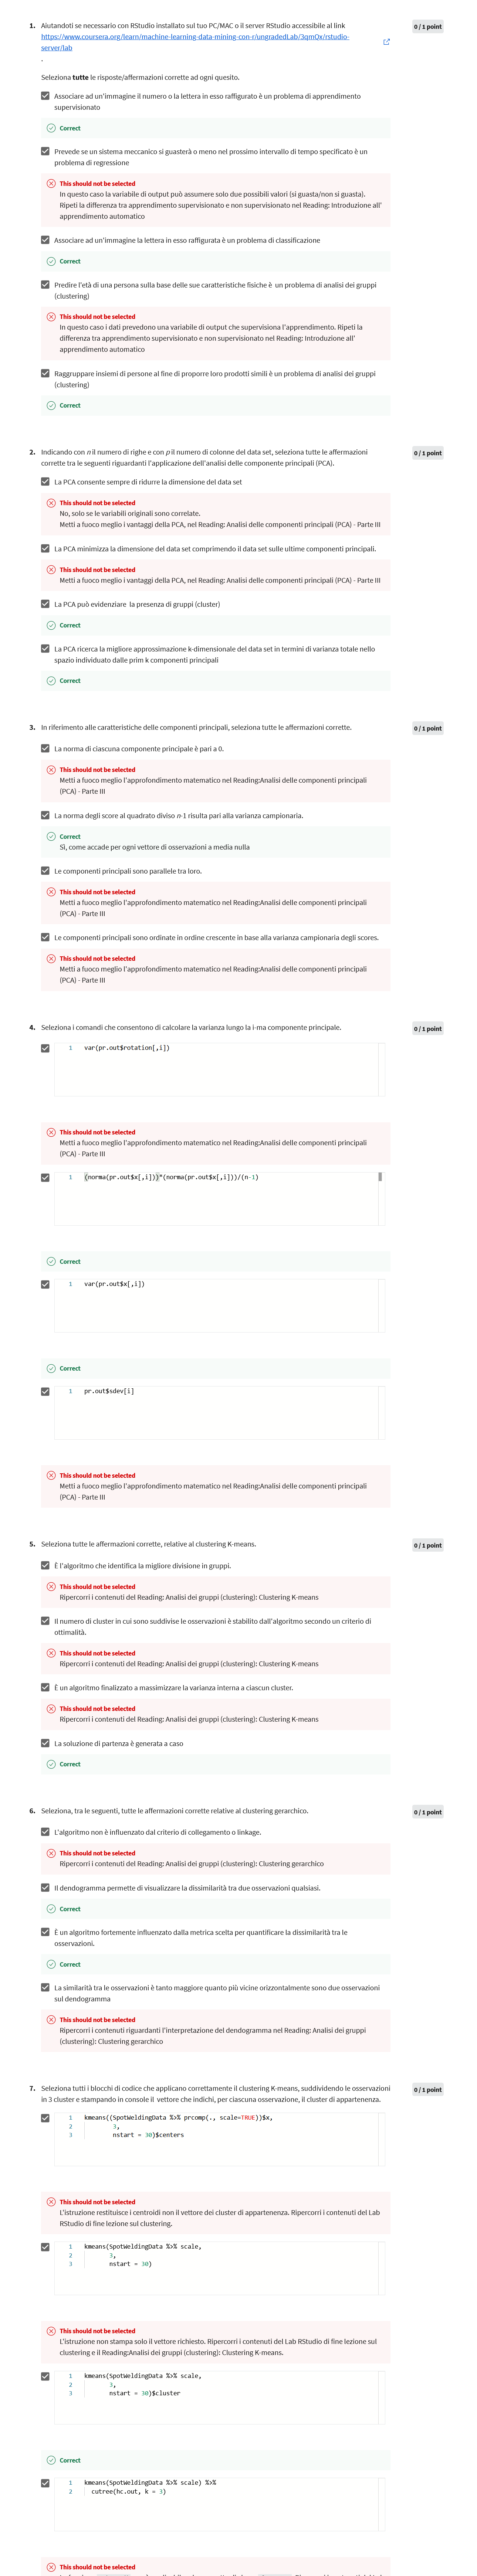 1. Aiutandoti se necessario con RStudio installato sul tuo PC/MAC o il server RStudio accessibile al link
0 / 1 point
https://www.coursera.org/learn/machine-learning-data-mining-con-r/ungradedLab/3qmQx/rstudio-
server/lab
.
Seleziona tutte le risposte/affermazioni corrette ad ogni quesito.
Associare ad un'immagine il numero o la lettera in esso raffigurato è un problema di apprendimento
supervisionato
Correct
Prevede se un sistema meccanico si guasterà o meno nel prossimo intervallo di tempo specificato è un
problema di regressione
This should not be selected
In questo caso la variabile di output può assumere solo due possibili valori (si guasta/non si guasta).
Ripeti la differenza tra apprendimento supervisionato e non supervisionato nel Reading: Introduzione all'
apprendimento automatico
Associare ad un'immagine la lettera in esso raffigurata è un problema di classificazione
Correct
Predire l'età di una persona sulla base delle sue caratteristiche fisiche è un problema di analisi dei gruppi
(clustering)
This should not be selected
In questo caso i dati prevedono una variabile di output che supervisiona l'apprendimento. Ripeti la
differenza tra apprendimento supervisionato e non supervisionato nel Reading: Introduzione all'
apprendimento automatico
Raggruppare insiemi di persone al fine di proporre loro prodotti simili è un problema di analisi dei gruppi
(clustering)
Correct
2. Indicando con n il numero di righe e con p il numero di colonne del data set, seleziona tutte le affermazioni
0 / 1 point
corrette tra le seguenti riguardanti l'applicazione dell'analisi delle componente principali (PCA).
La PCA consente sempre di ridurre la dimensione del data set
This should not be selected
No, solo se le variabili originali sono correlate.
Metti a fuoco meglio i vantaggi della PCA, nel Reading: Analisi delle componenti principali (PCA) - Parte III
La PCA minimizza la dimensione del data set comprimendo il data set sulle ultime componenti principali.
This should not be selected
Metti a fuoco meglio i vantaggi della PCA, nel Reading: Analisi delle componenti principali (PCA) - Parte III
La PCA può evidenziare la presenza di gruppi (cluster)
Correct
La PCA ricerca la migliore approssimazione k-dimensionale del data set in termini di varianza totale nello
spazio individuato dalle prim k componenti principali
Correct
3. In riferimento alle caratteristiche delle componenti principali, seleziona tutte le affermazioni corrette.
0 / 1 point
La norma di ciascuna componente principale è pari a 0.
This should not be selected
Metti a fuoco meglio l'approfondimento matematico nel Reading:Analisi delle componenti principali
(PCA) - Parte III
La norma degli score al quadrato diviso n-1 risulta pari alla varianza campionaria.
Correct
Sì, come accade per ogni vettore di osservazioni a media nulla
Le componenti principali sono parallele tra loro.
This should not be selected
Metti a fuoco meglio l'approfondimento matematico nel Reading:Analisi delle componenti principali
(PCA) - Parte III
Le componenti principali sono ordinate in ordine crescente in base alla varianza campionaria degli scores.
This should not be selected
Metti a fuoco meglio l'approfondimento matematico nel Reading:Analisi delle componenti principali
(PCA) - Parte III
4. Seleziona i comandi che consentono di calcolare la varianza lungo la i-ma componente principale.
0 / 1 point
1 var(pr.out$rotation[,i])
This should not be selected
Metti a fuoco meglio l'approfondimento matematico nel Reading:Analisi delle componenti principali
(PCA) - Parte III
1 (norma(pr.out$x[,i]))*(norma(pr.out$x[,i]))/(n-1)
Correct
1 var(pr.out$x[,i])
Correct
1 pr.out$sdev[i]
This should not be selected
Metti a fuoco meglio l'approfondimento matematico nel Reading:Analisi delle componenti principali
(PCA) - Parte III
5. Seleziona tutte le affermazioni corrette, relative al clustering K-means.
0 / 1 point
È l'algoritmo che identifica la migliore divisione in gruppi.
This should not be selected
Ripercorri i contenuti del Reading: Analisi dei gruppi (clustering): Clustering K-means
Il numero di cluster in cui sono suddivise le osservazioni è stabilito dall'algoritmo secondo un criterio di
ottimalità.
This should not be selected
Ripercorri i contenuti del Reading: Analisi dei gruppi (clustering): Clustering K-means
È un algoritmo finalizzato a massimizzare la varianza interna a ciascun cluster.
This should not be selected
Ripercorri i contenuti del Reading: Analisi dei gruppi (clustering): Clustering K-means
La soluzione di partenza è generata a caso
Correct
6. Seleziona, tra le seguenti, tutte le affermazioni corrette relative al clustering gerarchico.
0 / 1 point
L'algoritmo non è influenzato dal criterio di collegamento o linkage.
This should not be selected
Ripercorri i contenuti del Reading: Analisi dei gruppi (clustering): Clustering gerarchico
Il dendogramma permette di visualizzare la dissimilarità tra due osservazioni qualsiasi.
Correct
È un algoritmo fortemente influenzato dalla metrica scelta per quantificare la dissimilarità tra le
osservazioni.
Correct
La similarità tra le osservazioni è tanto maggiore quanto più vicine orizzontalmente sono due osservazioni
sul dendogramma
This should not be selected
Ripercorri i contenuti riguardanti l'interpretazione del dendogramma nel Reading: Analisi dei gruppi
(clustering): Clustering gerarchico
7. Seleziona tutti i blocchi di codice che applicano correttamente il clustering K-means, suddividendo le osservazioni
0 / 1 point
in 3 cluster e stampando in console il vettore che indichi, per ciascuna osservazione, il cluster di appartenenza.
1 kmeans((SpotWeldingData %>% prcomp(., scale=TRUE))$x,
2 3,
3 nstart = 30)$centers
This should not be selected
L'istruzione restituisce i centroidi non il vettore dei cluster di appartenenza. Ripercorri i contenuti del Lab
RStudio di fine lezione sul clustering.
1 kmeans(SpotWeldingData %>% scale,
2 3,
3 nstart = 30)
This should not be selected
L'istruzione non stampa solo il vettore richiesto. Ripercorri i contenuti del Lab RStudio di fine lezione sul
clustering e il Reading:Analisi dei gruppi (clustering): Clustering K-means.
1 kmeans(SpotWeldingData %>% scale,
2 3,
3 nstart = 30)$cluster
Correct
1 kmeans(SpotWeldingData %>% scale) %>%
2 cutree(hc.out, k = 3)
This should not be selected